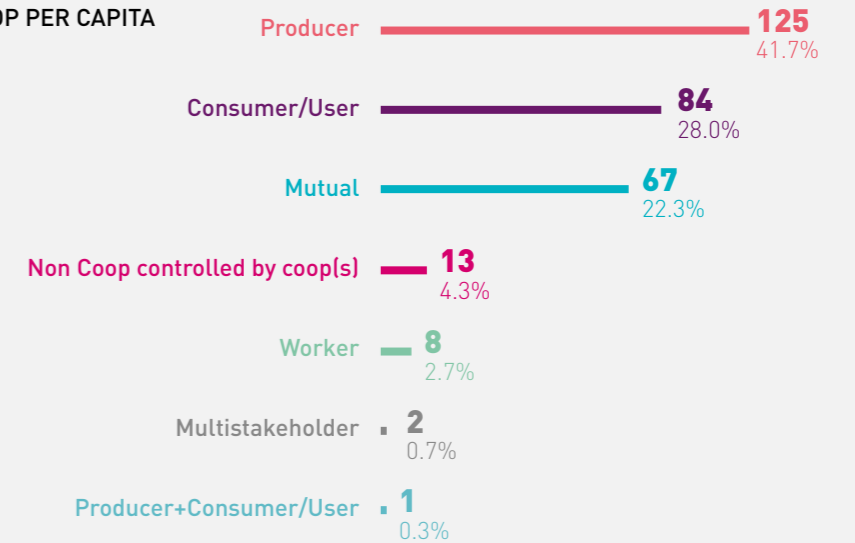 OP PER CAPITA
Producer
125
41.7%
Consumer/User
84
28.0%
Mutual
67
22.3%
Non Coop controlled by coop(s)
13
4.3%
Worker
8
2.7%
Multistakeholder
2
0.7%
Producer+Consumer/User
1
0.3%